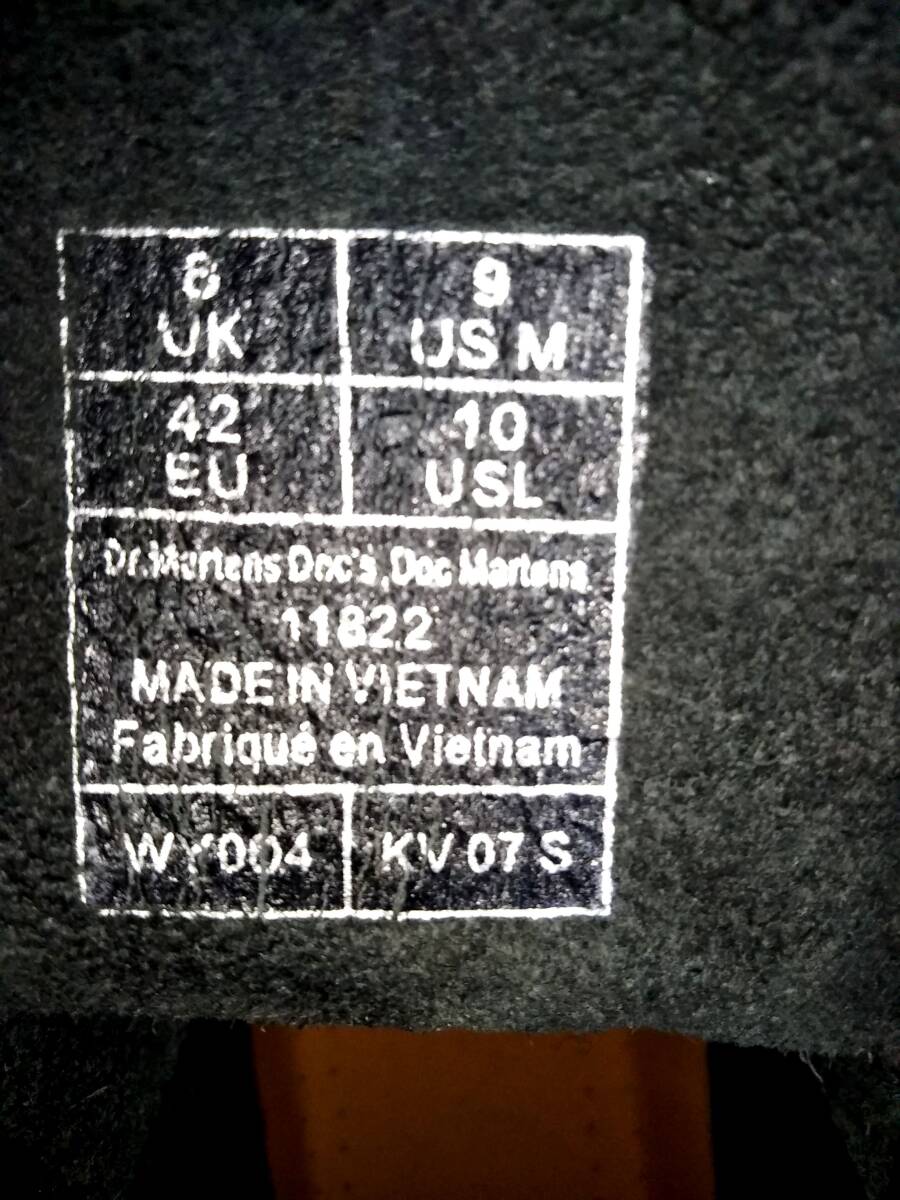 8
UK
9
US M
42
EU
10
USL
Dr.Martens Doc's,Doc Martens,
11822
MADE IN VIETNAM
Fabriqué en Vietnam
WY004
KV 07 S